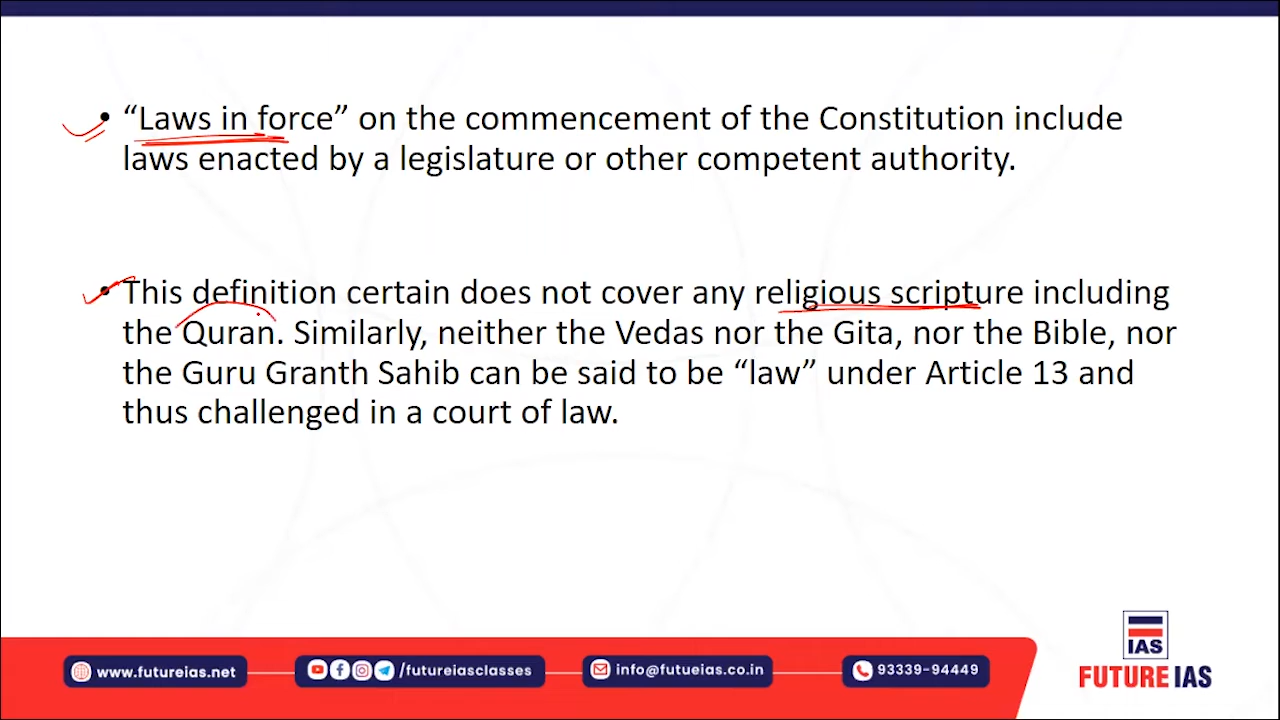 • “Laws in force” on the commencement of the Constitution include
laws enacted by a legislature or other competent authority.
• This definition certain does not cover any religious scripture including
the Quran. Similarly, neither the Vedas nor the Gita, nor the Bible, nor
the Guru Granth Sahib can be said to be “law” under Article 13 and
thus challenged in a court of law.
IAS
FUTURE IAS
www.futureias.net
/futureiasclasses
info@futueias.co.in
93339-94449